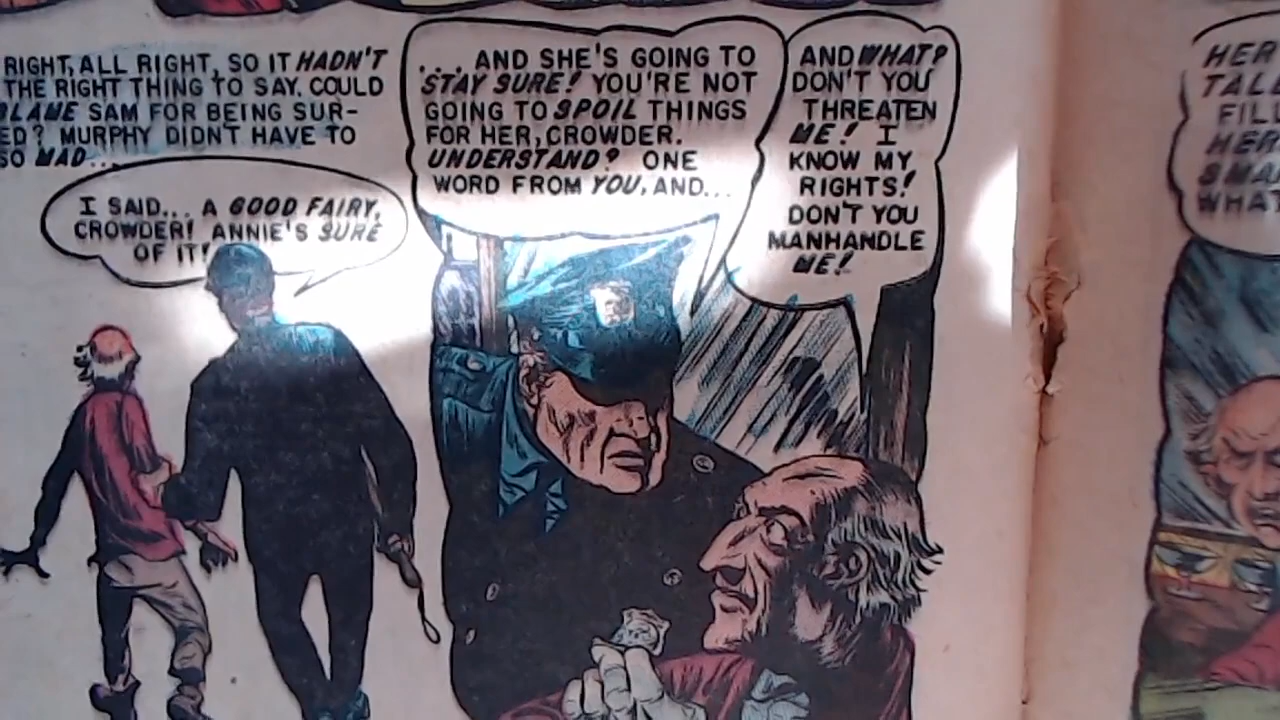 RIGHT, ALL RIGHT, SO IT HADN'T
THE RIGHT THING TO SAY. COULD
BLAME SAM FOR BEING SUR-
ED? MURPHY DIDN'T HAVE TO
SO MAD...
I SAID... A GOOD FAIRY,
CROWDER! ANNIE'S SURE
OF IT!
... AND SHE'S GOING TO
STAY SURE! YOU'RE NOT
GOING TO SPOIL THINGS
FOR HER, CROWDER.
UNDERSTAND? ONE
WORD FROM YOU, AND...
AND WHAT?
DON'T YOU
THREATEN
ME! I
KNOW MY
RIGHTS!
DON'T YOU
MANHANDLE
ME!
HER
TAL
FILL
HER
SMA
WHAT